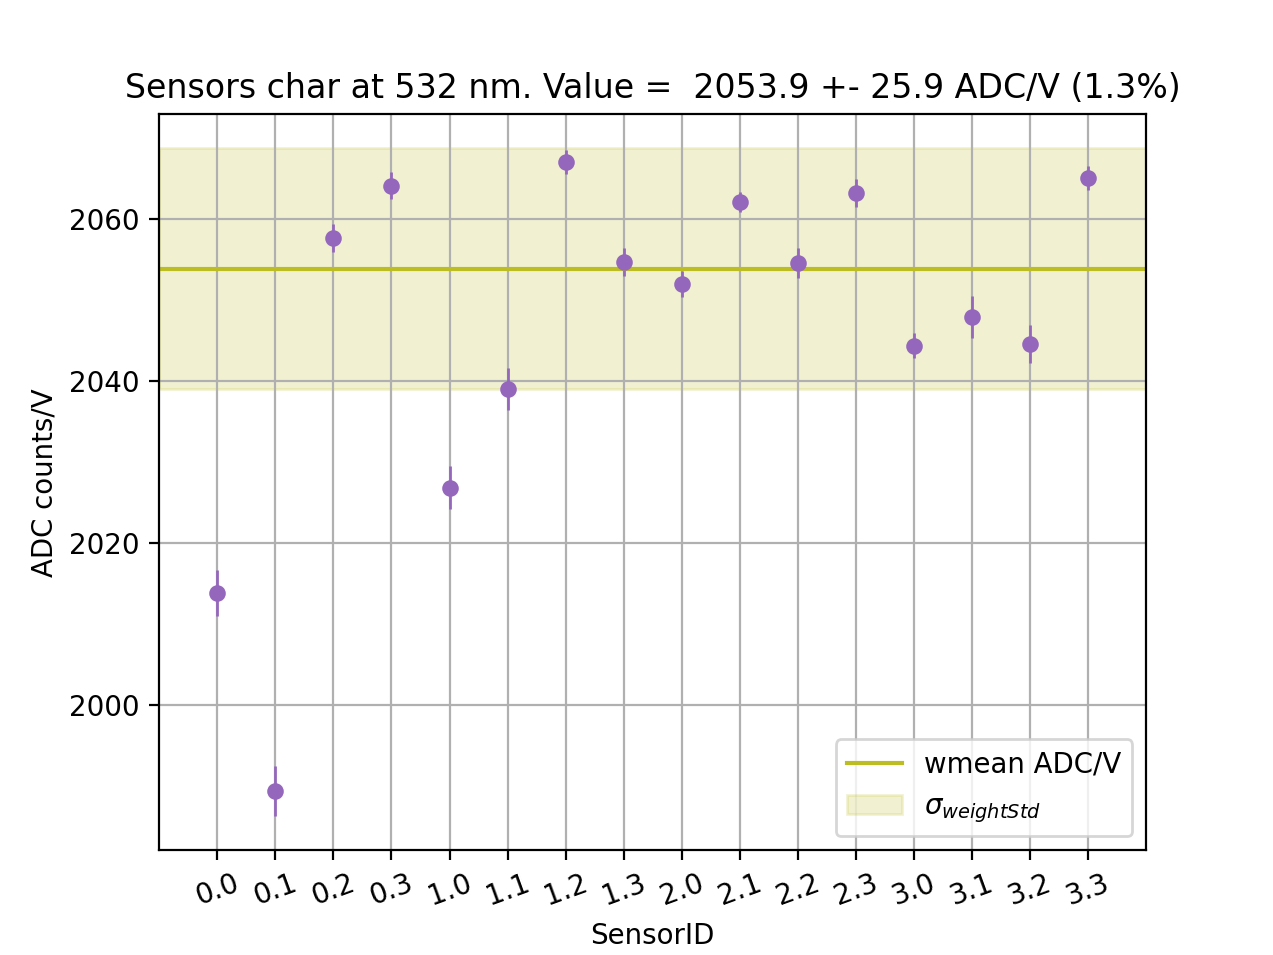 Sensors char at 532 nm. Value =  2053.9 +- 25.9 ADC/V (1.3%)
ADC counts/V
2060
2040
2020
2000
wmean ADC/V
σweightStd
0.0 0.1 0.2 0.3 1.0 1.1 1.2 1.3 2.0 2.1 2.2 2.3 3.0 3.1 3.2 3.3
SensorID